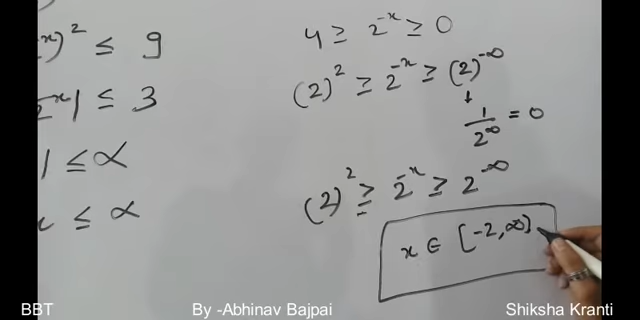 x)² ≤ 9
2ˣ| ≤ 3
| ≤ α
x ≤ α
4 ≥ 2⁻ˣ ≥ 0
(2)² ≥ 2⁻ˣ ≥ (2)^-∞
↓
1/2^∞ = 0
(2)² ≥ 2⁻ˣ ≥ 2^-∞
x ∈ [-2, ∞)
BBT By -Abhinav Bajpai Shiksha Kranti